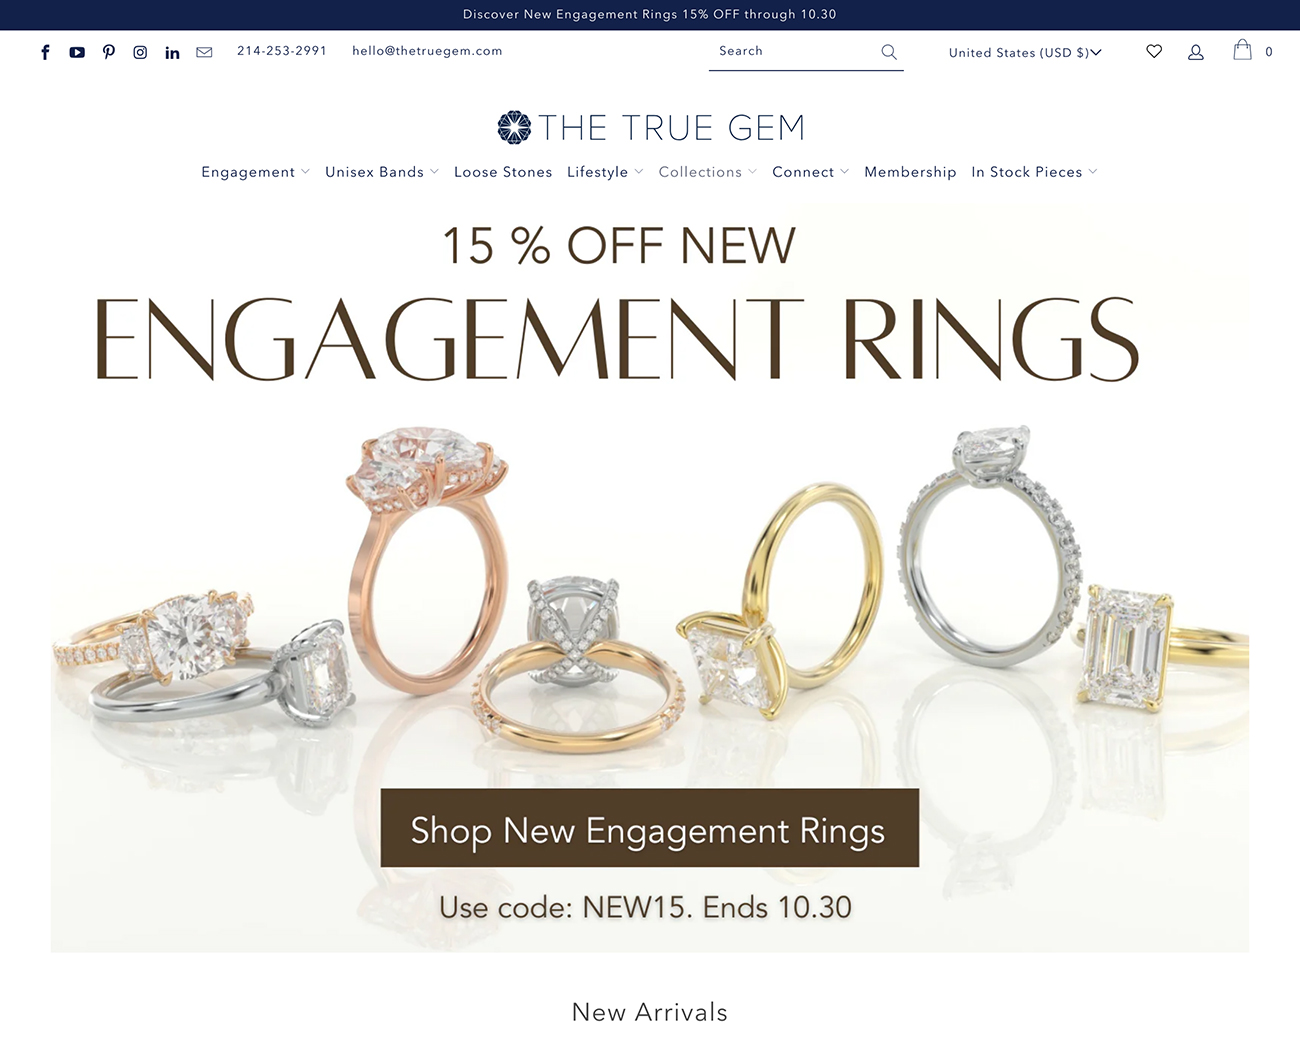 Discover New Engagement Rings 15% OFF through 10.30
214-253-2991 hello@thetruegem.com Search United States (USD $) 0
THE TRUE GEM
Engagement Unisex Bands Loose Stones Lifestyle Collections Connect Membership In Stock Pieces
15 % OFF NEW
ENGAGEMENT RINGS
Shop New Engagement Rings
Use code: NEW15. Ends 10.30
New Arrivals